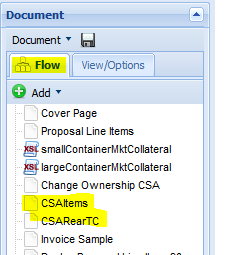 Document
Document
Flow
View/Options
Add
Cover Page
Proposal Line Items
XSL smallContainerMktCollateral
XSL largeContainerMktCollateral
Change Ownership CSA
CSAItems
CSARearTC
Invoice Sample